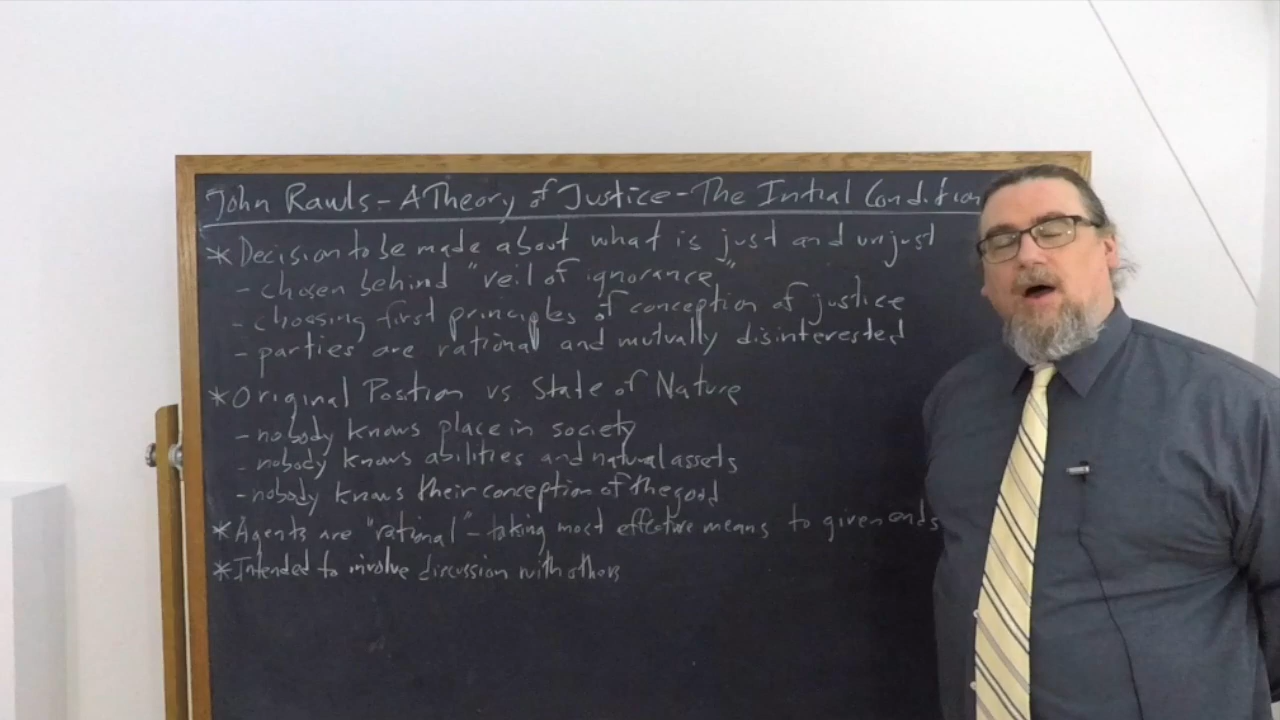 John Rawls - A Theory of Justice - The Initial Condition
* Decision to be made about what is just and unjust
- chosen behind "veil of ignorance"
- choosing first principles of conception of justice
- parties are rational and mutually disinterested
* Original Position vs State of Nature
- nobody knows place in society
- nobody knows abilities and natural assets
- nobody knows their conception of the good
* Agents are "rational" - taking most effective means to given ends
* Intended to involve discussion with others